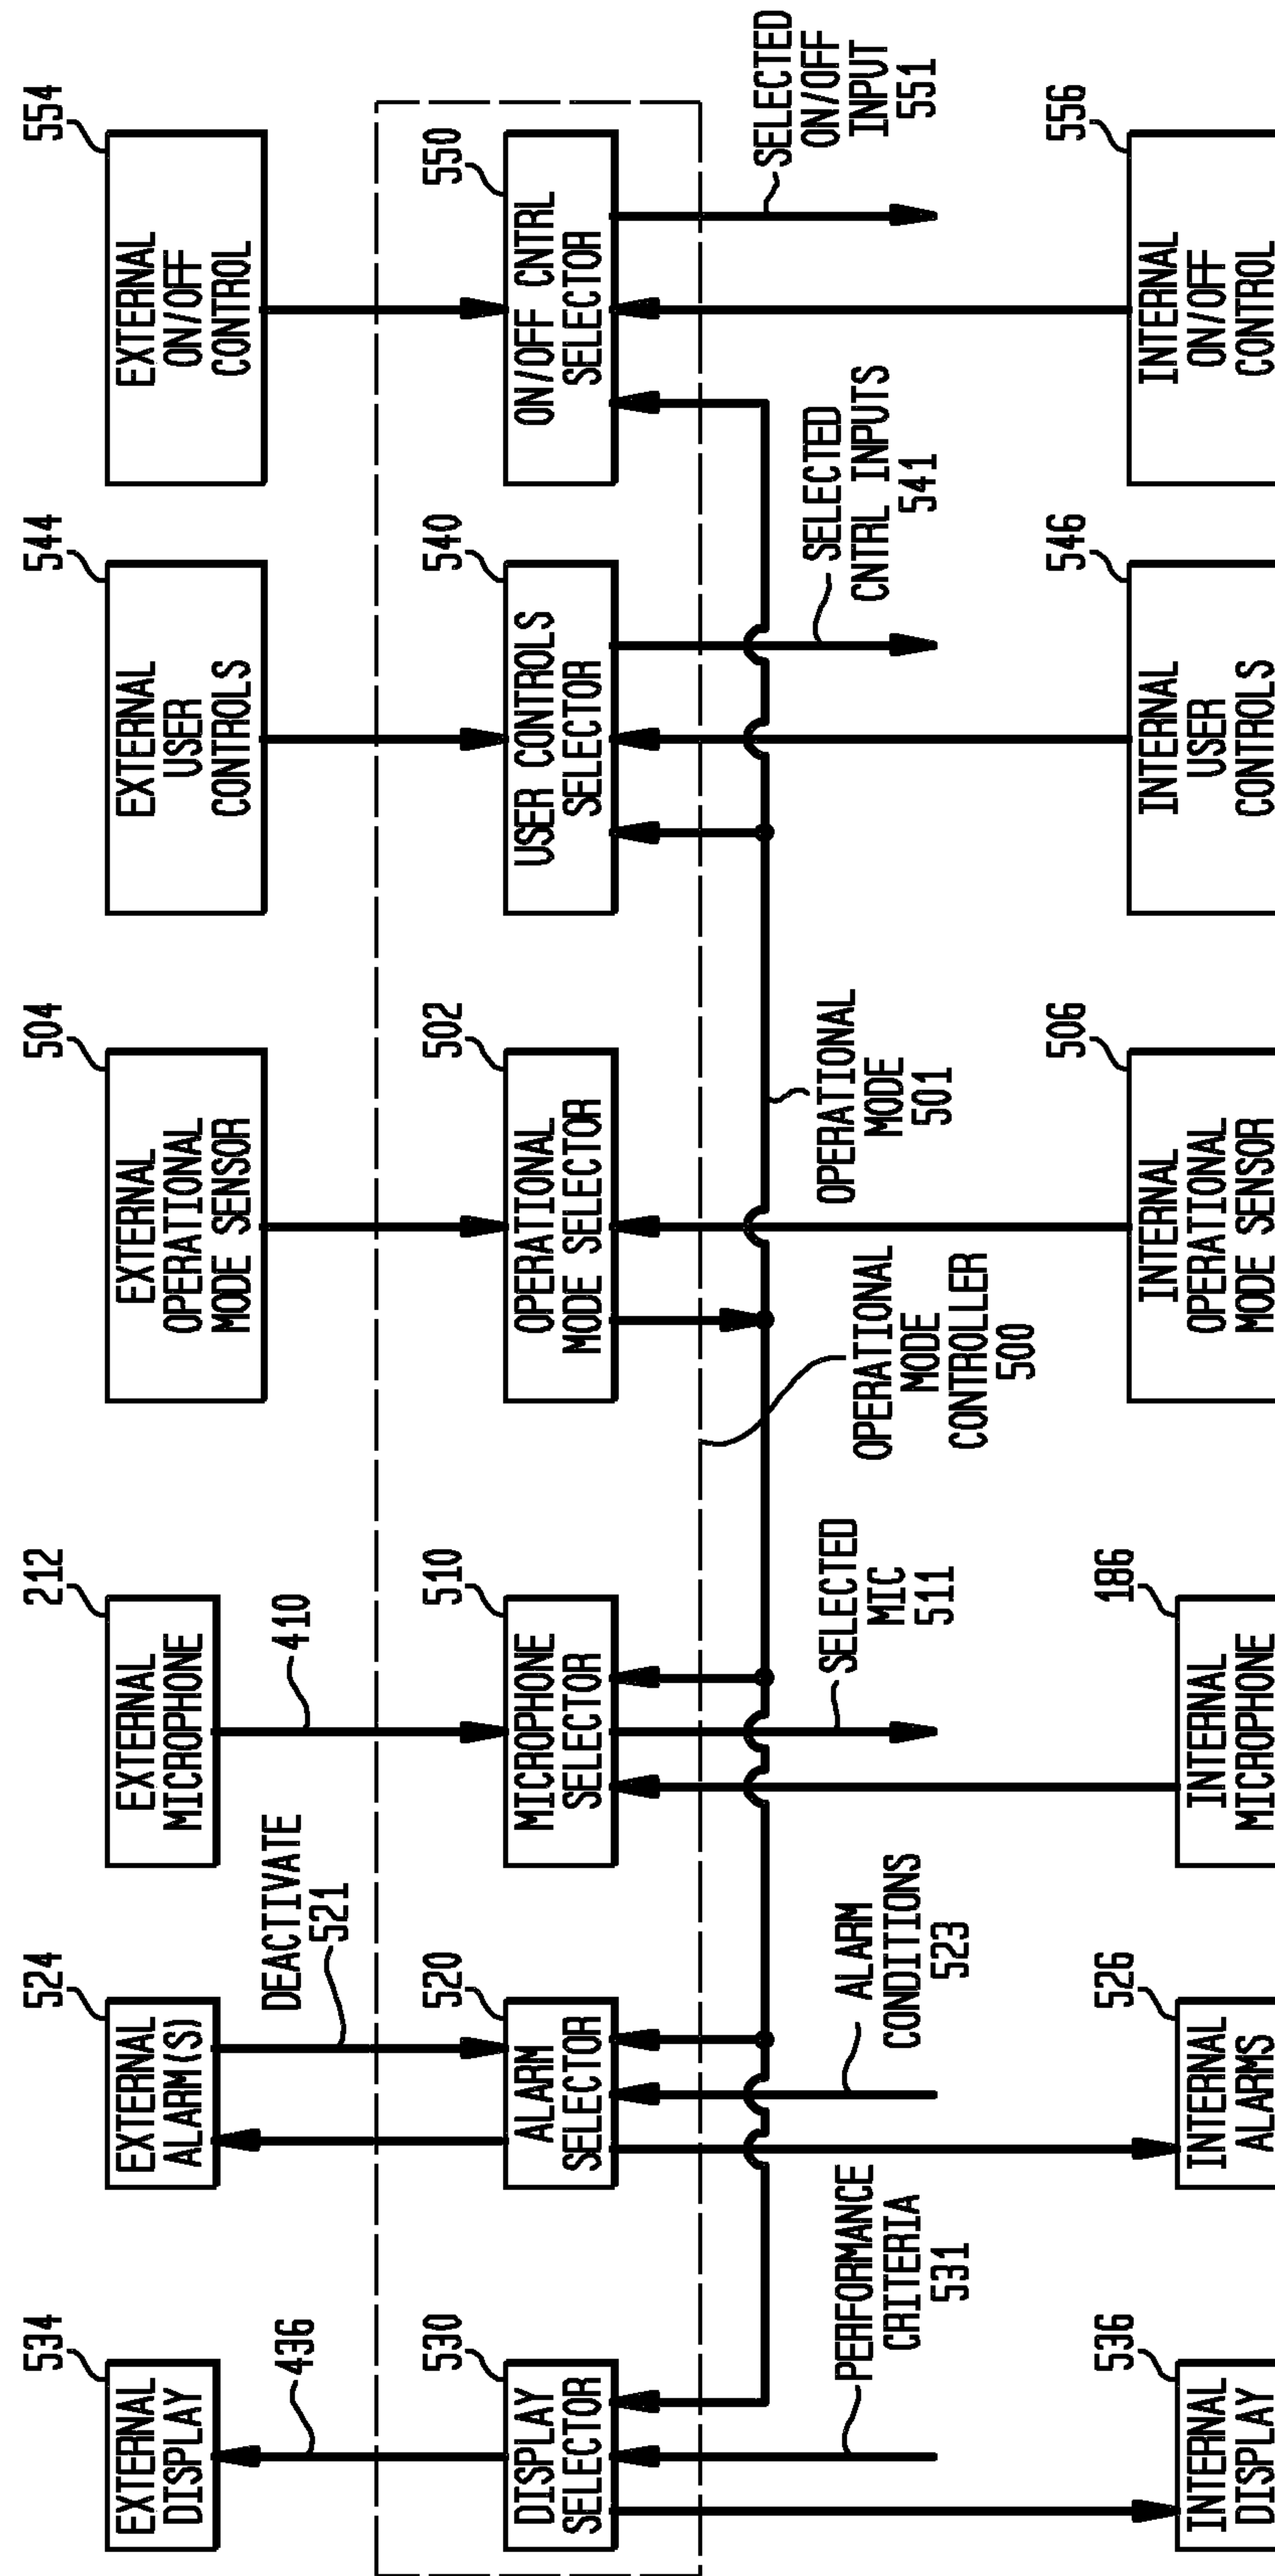 534
EXTERNAL
DISPLAY
436
530
DISPLAY
SELECTOR
PERFORMANCE
CRITERIA
531
536
INTERNAL
DISPLAY
524
EXTERNAL
ALARM(S)
DEACTIVATE
521
520
ALARM
SELECTOR
ALARM
CONDITIONS
523
526
INTERNAL
ALARMS
212
EXTERNAL
MICROPHONE
410
510
MICROPHONE
SELECTOR
SELECTED
MIC
511
186
INTERNAL
MICROPHONE
504
EXTERNAL
OPERATIONAL
MODE SENSOR
502
OPERATIONAL
MODE SELECTOR
OPERATIONAL
MODE
CONTROLLER
500
OPERATIONAL
MODE
501
506
INTERNAL
OPERATIONAL
MODE SENSOR
544
EXTERNAL
USER
CONTROLS
540
USER CONTROLS
SELECTOR
SELECTED
CNTRL INPUTS
541
546
INTERNAL
USER
CONTROLS
554
EXTERNAL
ON/OFF
CONTROL
550
ON/OFF CNTRL
SELECTOR
SELECTED
ON/OFF
INPUT
551
556
INTERNAL
ON/OFF
CONTROL